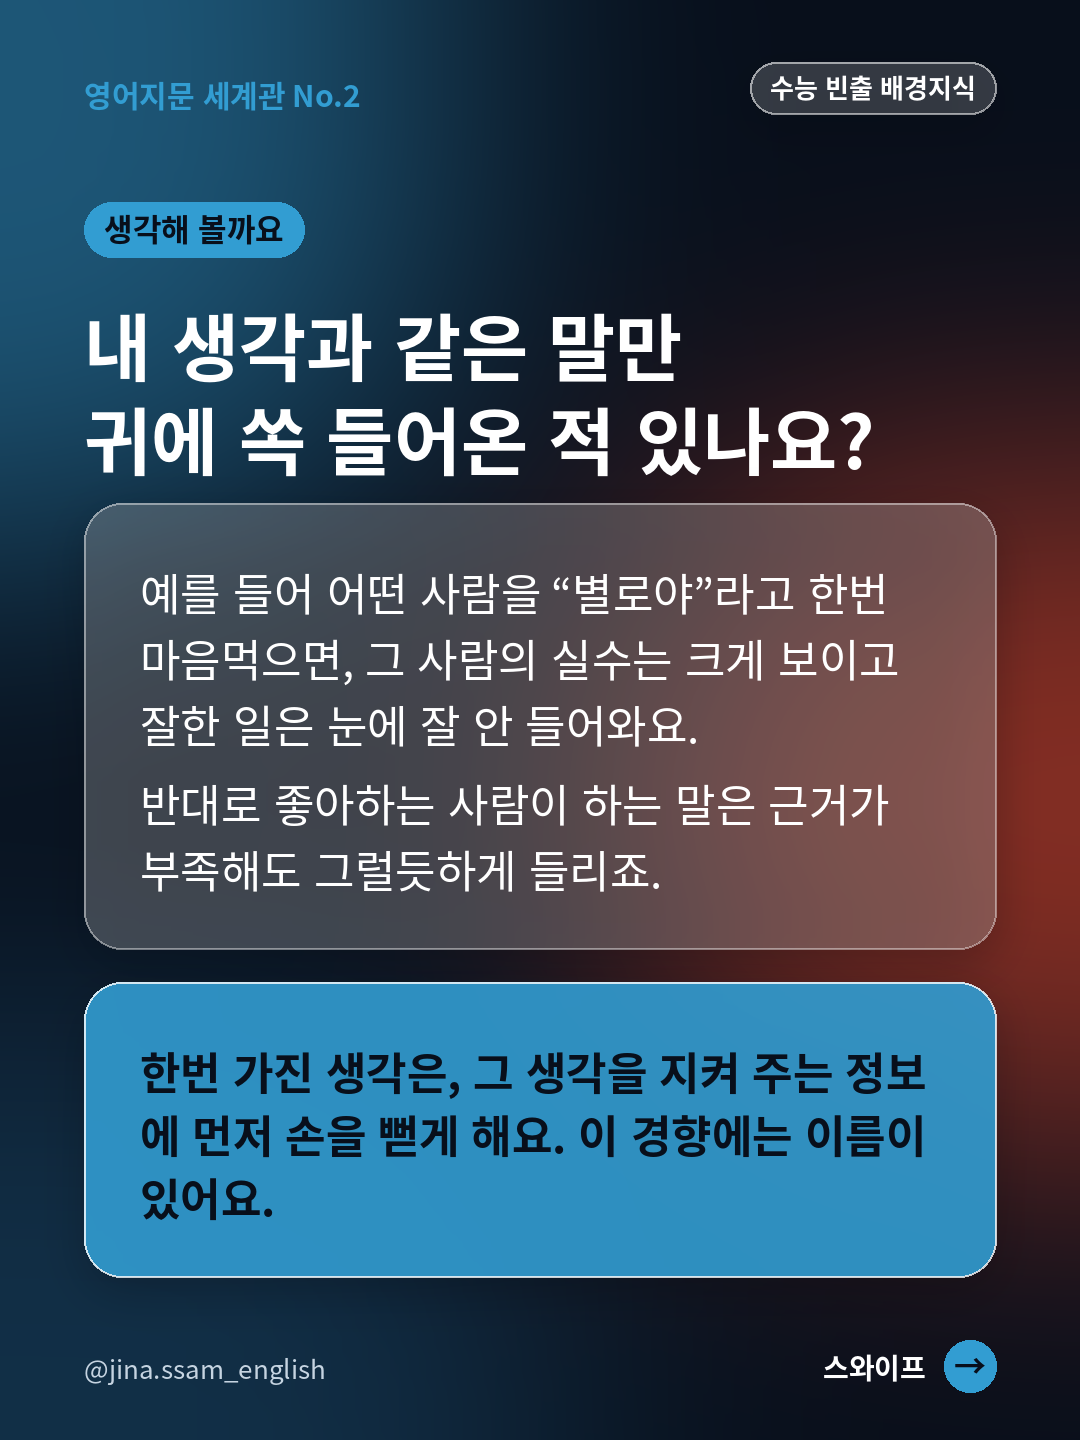 영어지문 세계관 No.2
수능 빈출 배경지식
생각해 볼까요
내 생각과 같은 말만
귀에 쏙 들어온 적 있나요?
예를 들어 어떤 사람을 “별로야”라고 한번
마음먹으면, 그 사람의 실수는 크게 보이고
잘한 일은 눈에 잘 안 들어와요.
반대로 좋아하는 사람이 하는 말은 근거가
부족해도 그럴듯하게 들리죠.
한번 가진 생각은, 그 생각을 지켜 주는 정보
에 먼저 손을 뻗게 해요. 이 경향에는 이름이
있어요.
@jina.ssam_english
스와이프 →